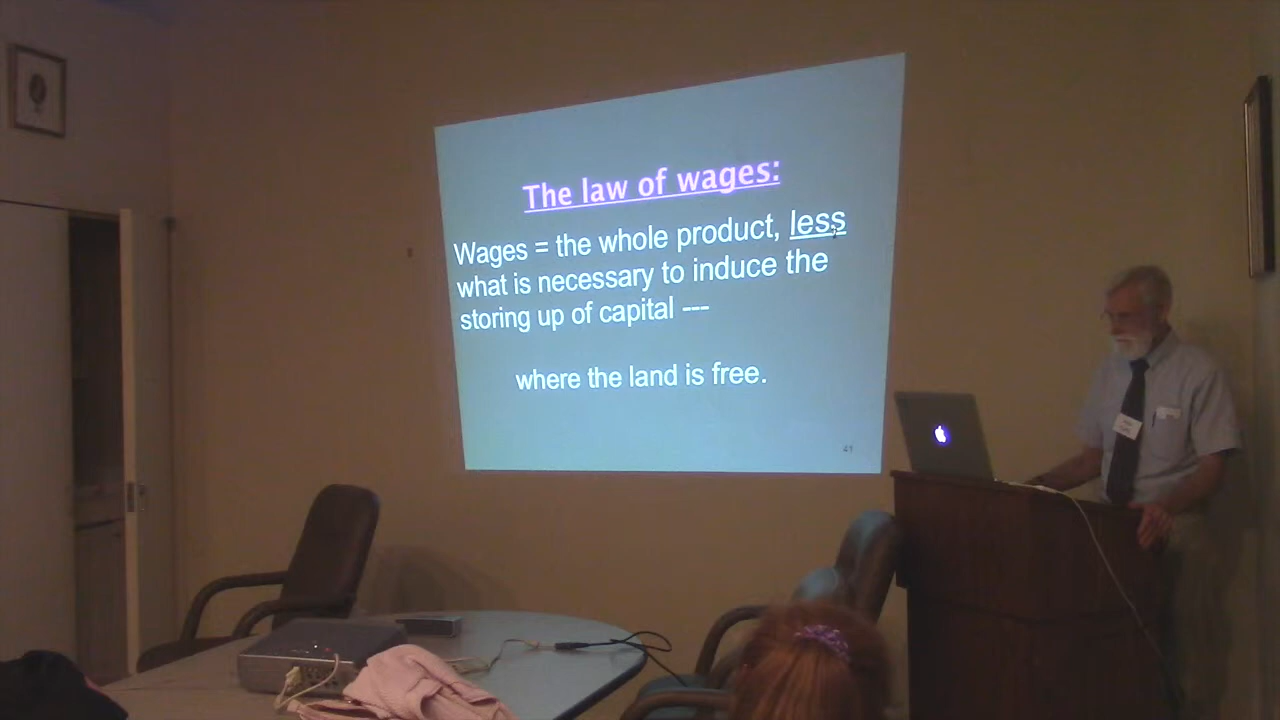 The law of wages:
Wages = the whole product, less
what is necessary to induce the
storing up of capital ---
where the land is free.
41